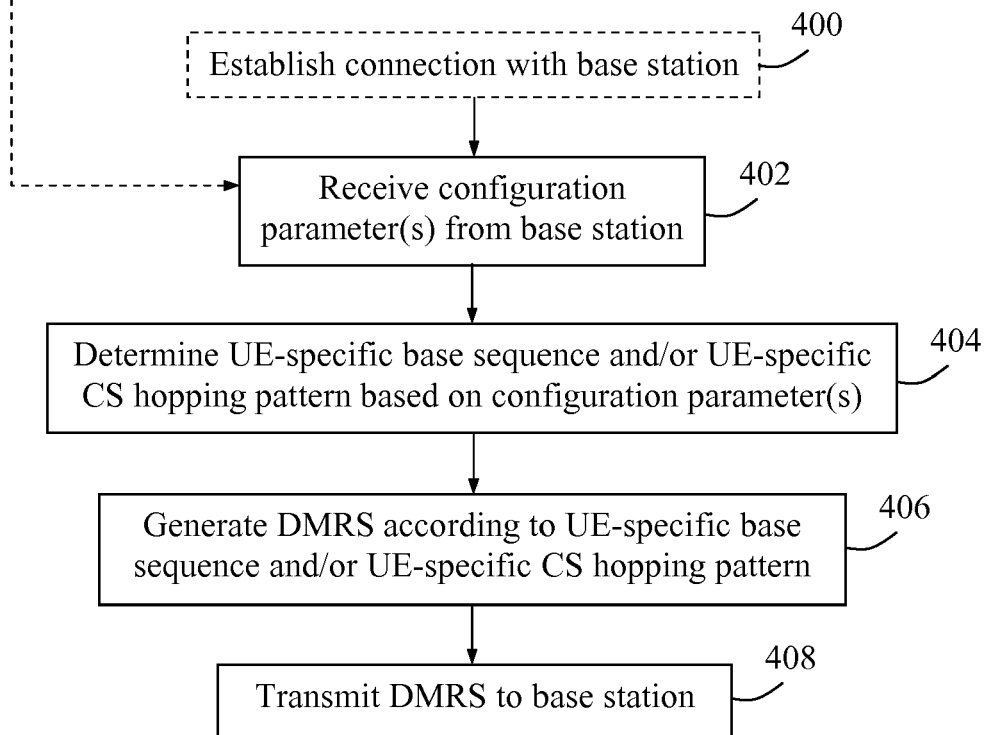 400
Establish connection with base station
402
Receive configuration
parameter(s) from base station
404
Determine UE-specific base sequence and/or UE-specific
CS hopping pattern based on configuration parameter(s)
406
Generate DMRS according to UE-specific base
sequence and/or UE-specific CS hopping pattern
408
Transmit DMRS to base station